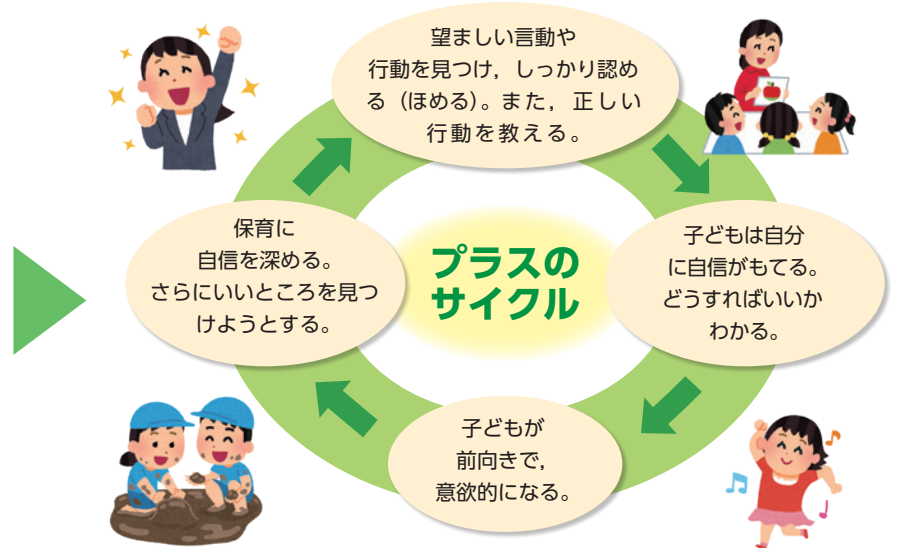 望ましい言動や
行動を見つけ，しっかり認め
る（ほめる）。また，正しい
行動を教える。
子どもは自分
に自信がもてる。
どうすればいいか
わかる。
子どもが
前向きで，
意欲的になる。
保育に
自信を深める。
さらにいいところを見つ
けようとする。
プラスの
サイクル